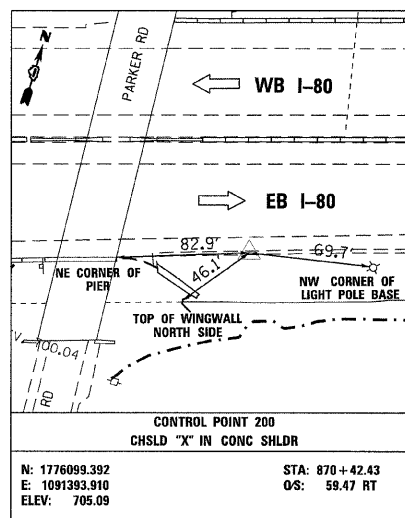 N
PARKER RD
WB I-80
EB I-80
82.9'
69.7'
46.1'
NE CORNER OF
PIER
NW CORNER OF
LIGHT POLE BASE
TOP OF WINGWALL
NORTH SIDE
100.04
RD
CONTROL POINT 200
CHSLD "X" IN CONC SHLDR
N: 1776099.392
E: 1091393.910
ELEV: 705.09
STA: 870+42.43
O/S: 59.47 RT